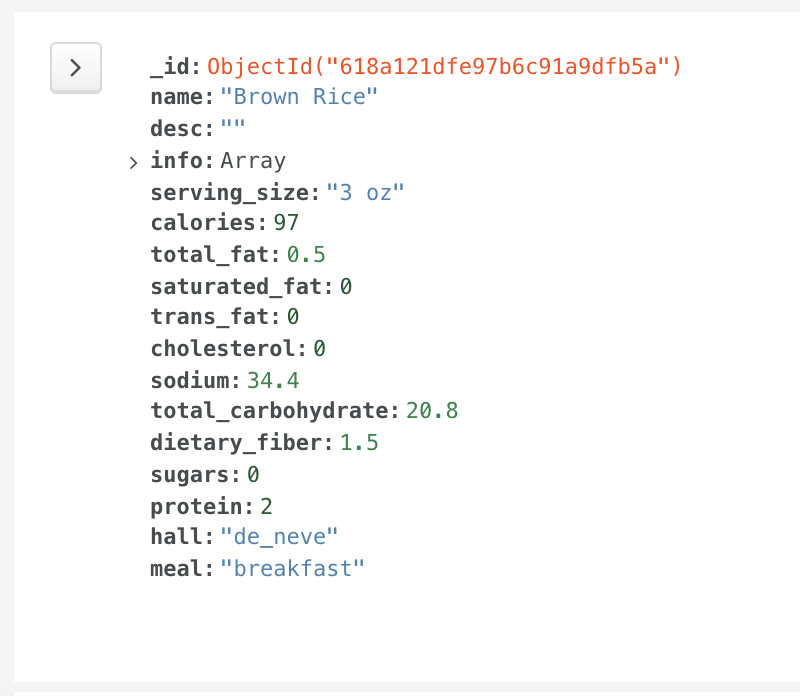 _id: ObjectId("618a121dfe97b6c91a9dfb5a")
name: "Brown Rice"
desc: ""
info: Array
serving_size: "3 oz"
calories: 97
total_fat: 0.5
saturated_fat: 0
trans_fat: 0
cholesterol: 0
sodium: 34.4
total_carbohydrate: 20.8
dietary_fiber: 1.5
sugars: 0
protein: 2
hall: "de_neve"
meal: "breakfast"